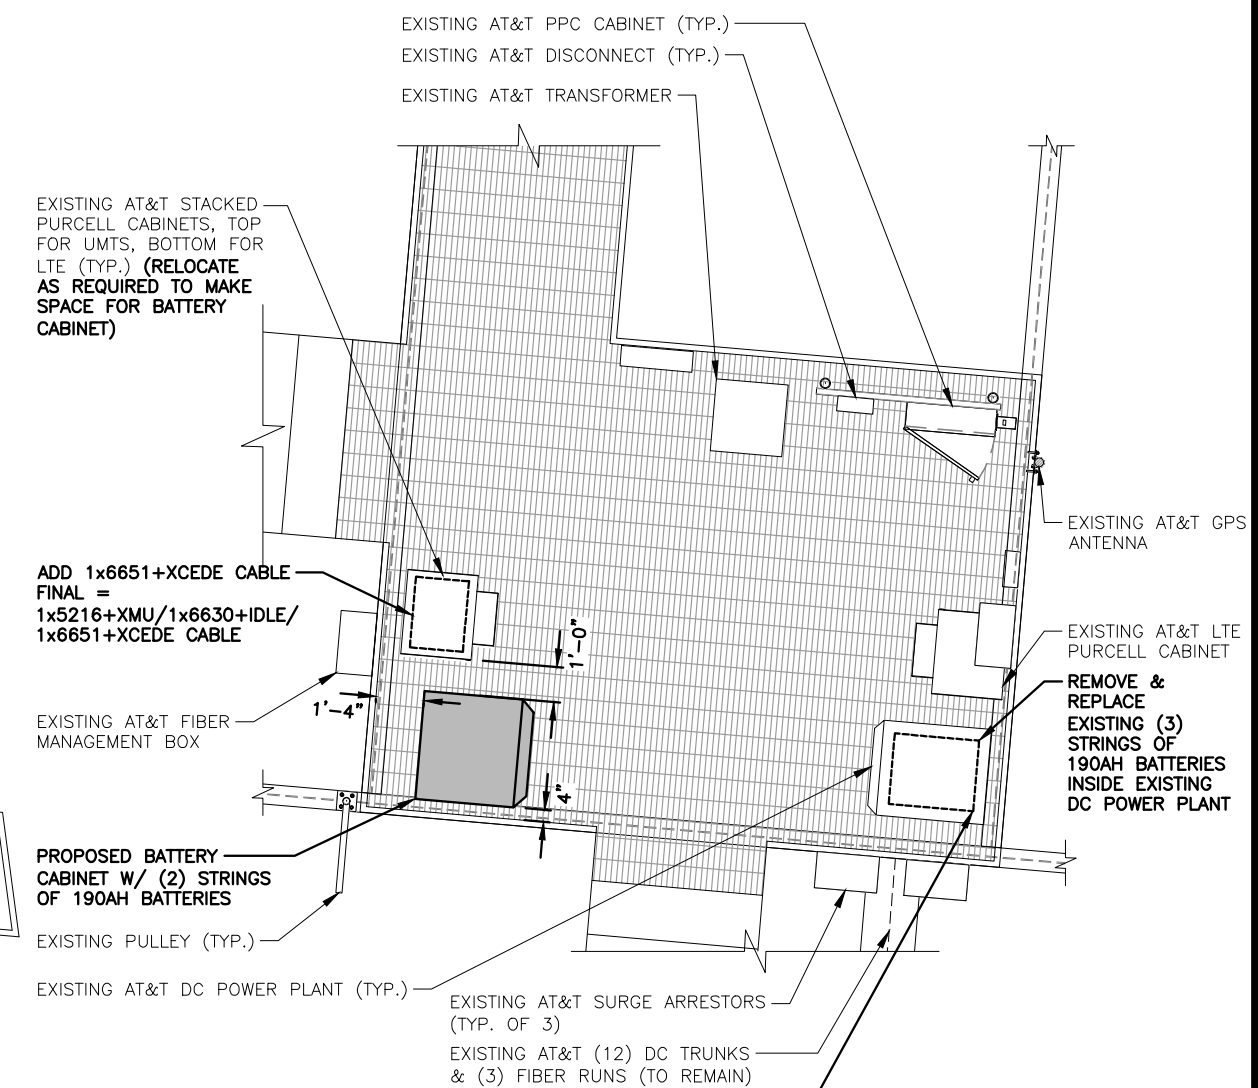 EXISTING AT&T PPC CABINET (TYP.)
EXISTING AT&T DISCONNECT (TYP.)
EXISTING AT&T TRANSFORMER
EXISTING AT&T STACKED
PURCELL CABINETS, TOP
FOR UMTS, BOTTOM FOR
LTE (TYP.) (RELOCATE
AS REQUIRED TO MAKE
SPACE FOR BATTERY
CABINET)
EXISTING AT&T GPS
ANTENNA
ADD 1x6651+XCEDE CABLE
FINAL =
1x5216+XMU/1x6630+IDLE/
1x6651+XCEDE CABLE
1'-0"
EXISTING AT&T LTE
PURCELL CABINET
REMOVE &
REPLACE
EXISTING (3)
STRINGS OF
190AH BATTERIES
INSIDE EXISTING
DC POWER PLANT
1'-4"
EXISTING AT&T FIBER
MANAGEMENT BOX
4"
PROPOSED BATTERY
CABINET W/ (2) STRINGS
OF 190AH BATTERIES
EXISTING PULLEY (TYP.)
EXISTING AT&T DC POWER PLANT (TYP.)
EXISTING AT&T SURGE ARRESTORS
(TYP. OF 3)
EXISTING AT&T (12) DC TRUNKS
& (3) FIBER RUNS (TO REMAIN)